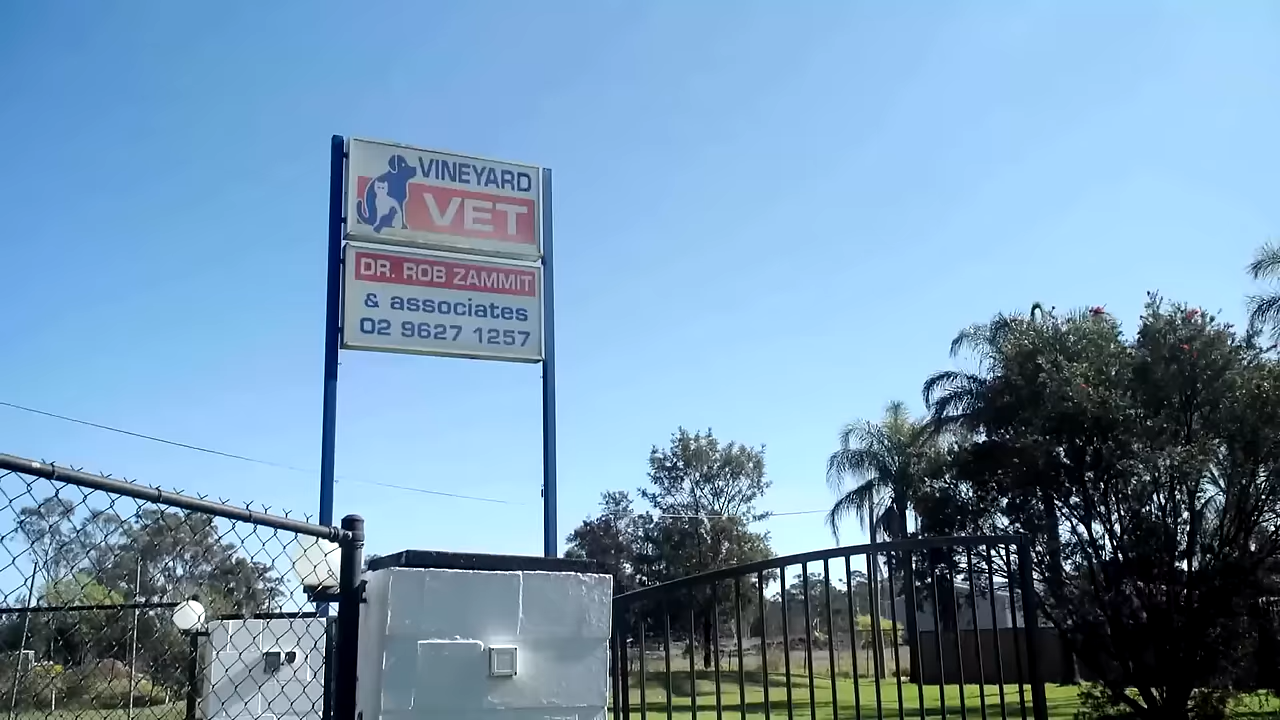 VINEYARD
VET
DR. ROB ZAMMIT
& associates
02 9627 1257